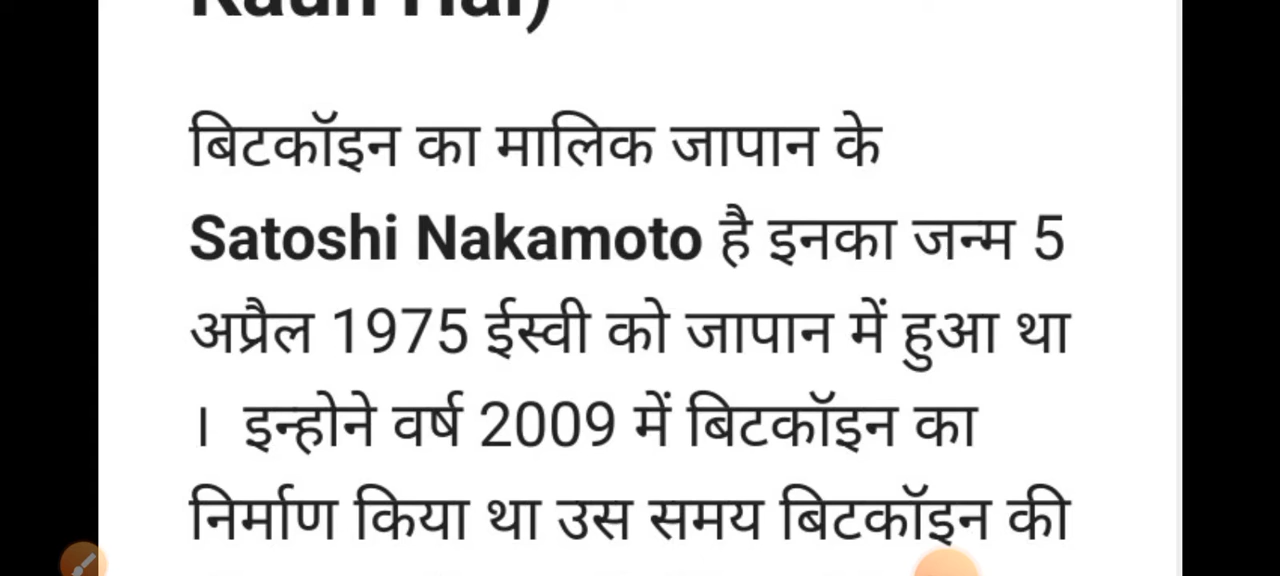 बिटकॉइन का मालिक जापान के
Satoshi Nakamoto है इनका जन्म 5
अप्रैल 1975 ईस्वी को जापान में हुआ था
। इन्होने वर्ष 2009 में बिटकॉइन का
निर्माण किया था उस समय बिटकॉइन की